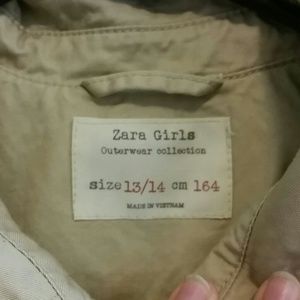 Zara Girls
Outerwear collection
size 13/14 cm 164
MADE IN VIETNAM